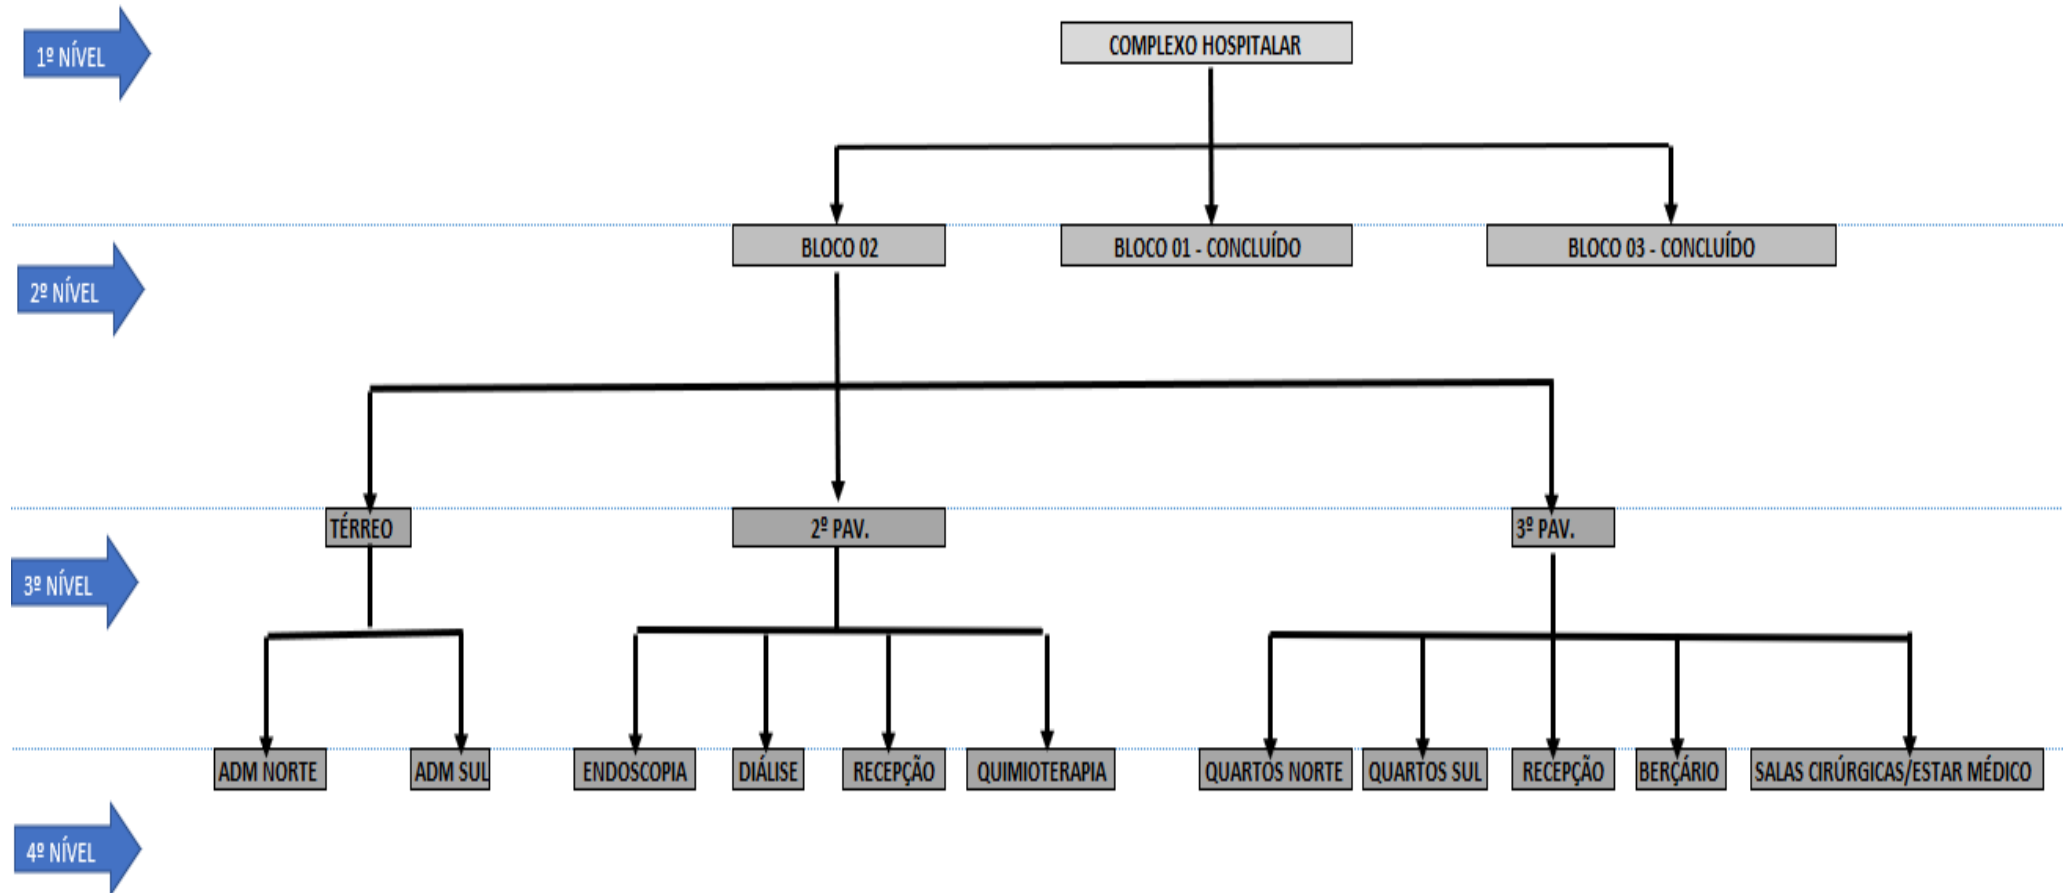 1º NÍVEL
COMPLEXO HOSPITALAR
BLOCO 02
BLOCO 01 - CONCLUÍDO
BLOCO 03 - CONCLUÍDO
2º NÍVEL
TÉRREO
2º PAV.
3º PAV.
3º NÍVEL
ADM NORTE
ADM SUL
ENDOSCOPIA
DIÁLISE
RECEPÇÃO
QUIMIOTERAPIA
QUARTOS NORTE
QUARTOS SUL
RECEPÇÃO
BERÇÁRIO
SALAS CIRÚRGICAS/ESTAR MÉDICO
4º NÍVEL